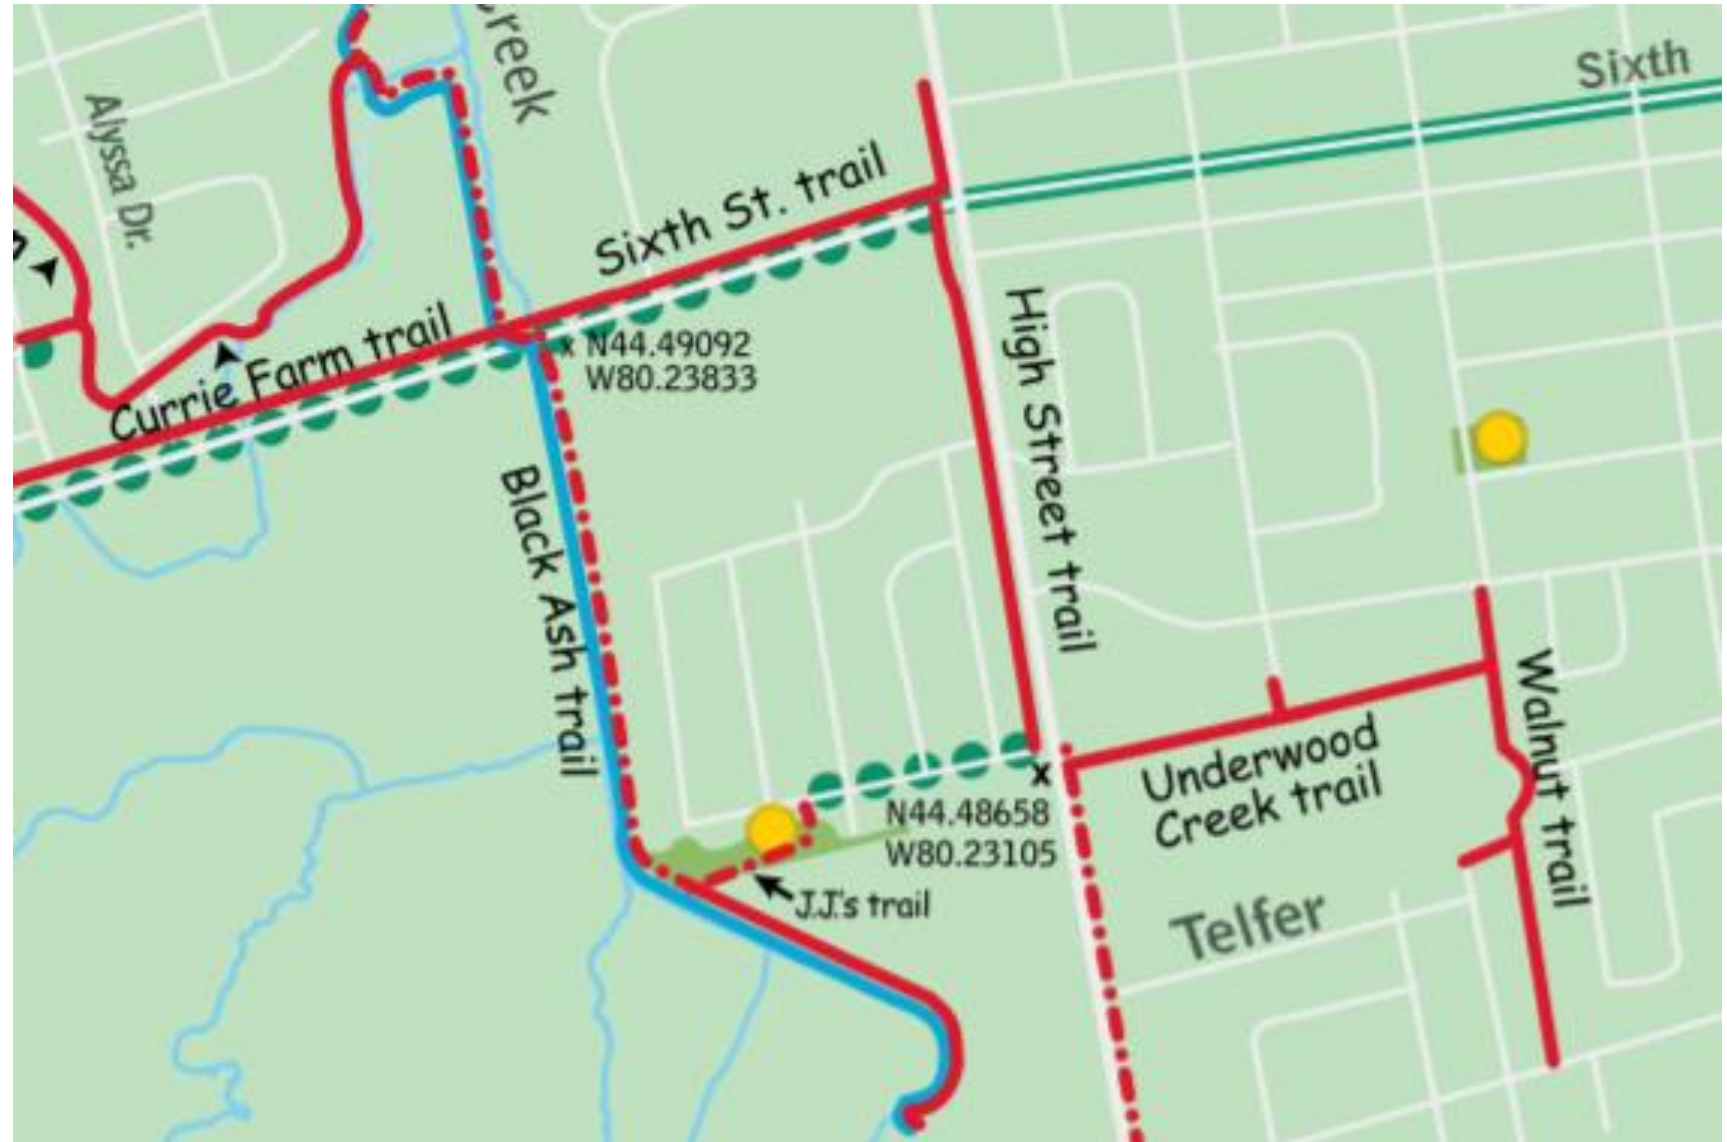 Creek
Sixth
Alyssa Dr.
Sixth St. trail
Currie Farm trail
x N44.49092
W80.23833
High Street trail
Black Ash trail
Walnut trail
x
Underwood
Creek trail
N44.48658
W80.23105
J.J.'s trail
Telfer